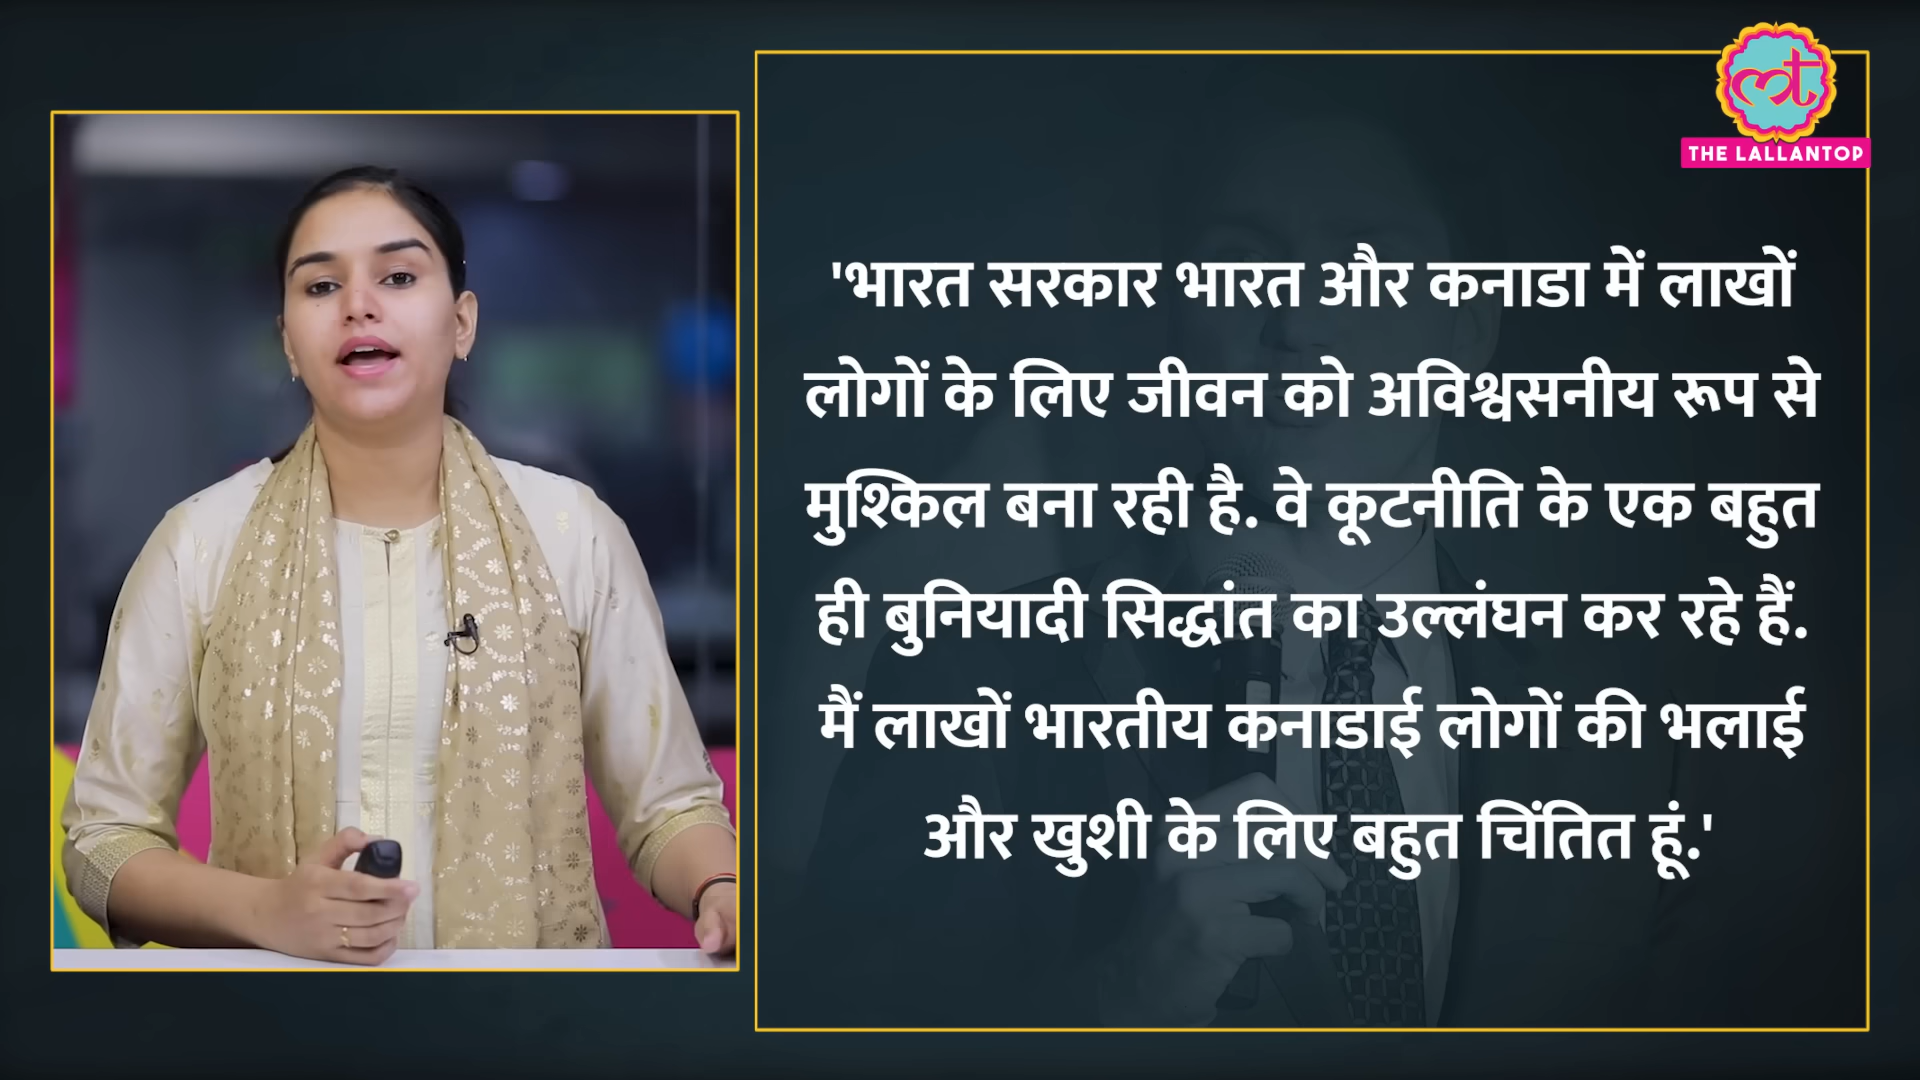 THE LALLANTOP
'भारत सरकार भारत और कनाडा में लाखों
लोगों के लिए जीवन को अविश्वसनीय रूप से
मुश्किल बना रही है. वे कूटनीति के एक बहुत
ही बुनियादी सिद्धांत का उल्लंघन कर रहे हैं.
मैं लाखों भारतीय कनाडाई लोगों की भलाई
और खुशी के लिए बहुत चिंतित हूं.'